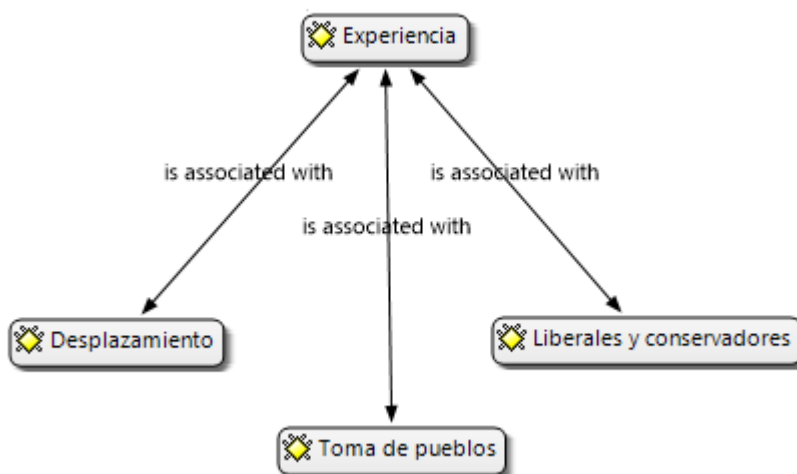 Experiencia
is associated with
is associated with
is associated with
Desplazamiento
Liberales y conservadores
Toma de pueblos